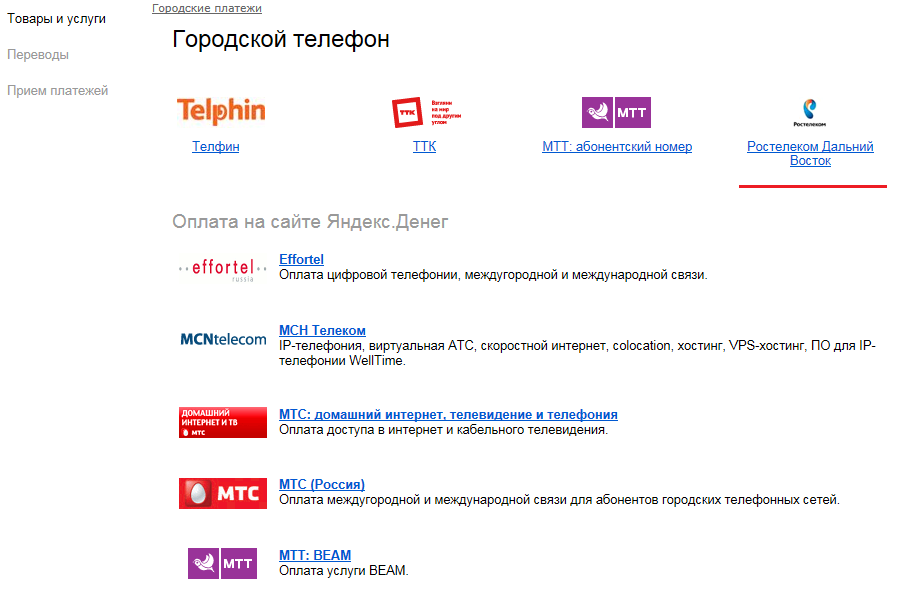 Городские платежи
Товары и услуги
Переводы
Прием платежей
Городской телефон
Telphin
ТТК
Взгляни
на мир
под другим
углом
МТТ
Ростелеком
Телфин
ТТК
МТТ: абонентский номер
Ростелеком Дальний
Восток
Оплата на сайте Яндекс.Денег
effortel
russia
Effortel
Оплата цифровой телефонии, междугородной и международной связи.
MCNtelecom
МСН Телеком
IP-телефония, виртуальная АТС, скоростной интернет, colocation, хостинг, VPS-хостинг, ПО для IP-
телефонии WellTime.
ДОМАШНИЙ
ИНТЕРНЕТ И ТВ
МТС
МТС: домашний интернет, телевидение и телефония
Оплата доступа в интернет и кабельного телевидения.
МТС
МТС (Россия)
Оплата междугородной и международной связи для абонентов городских телефонных сетей.
МТТ
МТТ: BEAM
Оплата услуги BEAM.